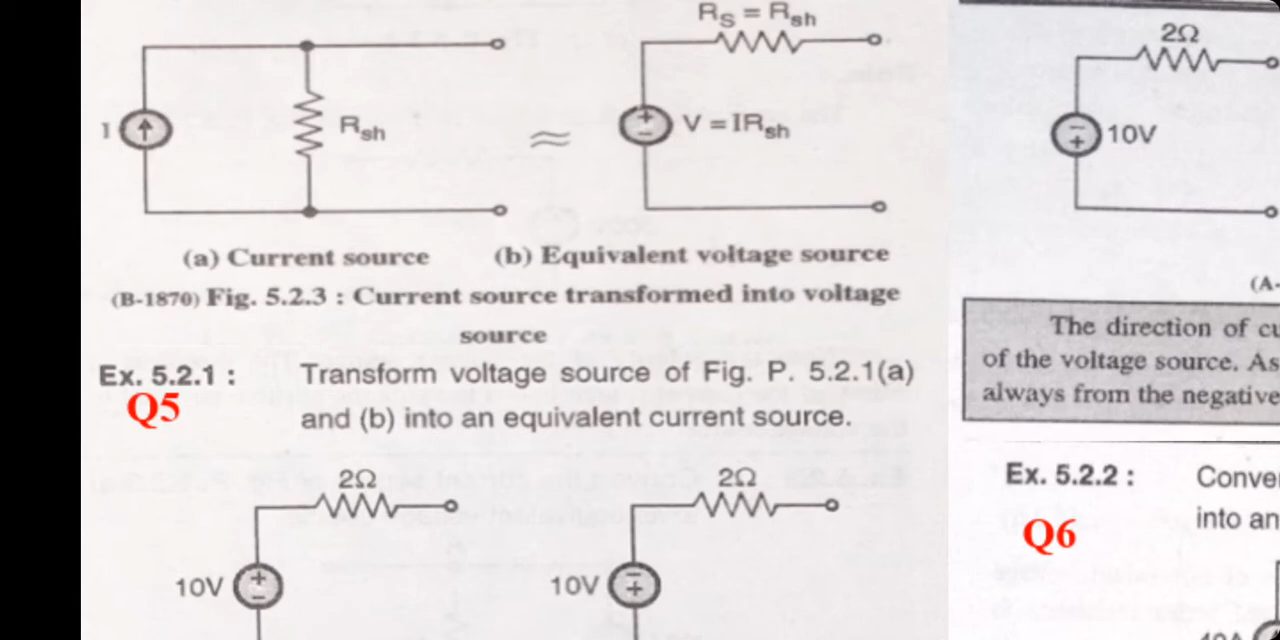 R_S = R_sh
I
R_sh
≈
+
−
V = IR_sh
(a) Current source
(b) Equivalent voltage source
(B-1870) Fig. 5.2.3 : Current source transformed into voltage
source
Ex. 5.2.1 :
Transform voltage source of Fig. P. 5.2.1(a)
Q5
and (b) into an equivalent current source.
2Ω
10V
+
−
2Ω
10V
−
+
2Ω
−
+
10V
(A-
The direction of cu
of the voltage source. As
always from the negative
Ex. 5.2.2 :
Conver
Q6
into an